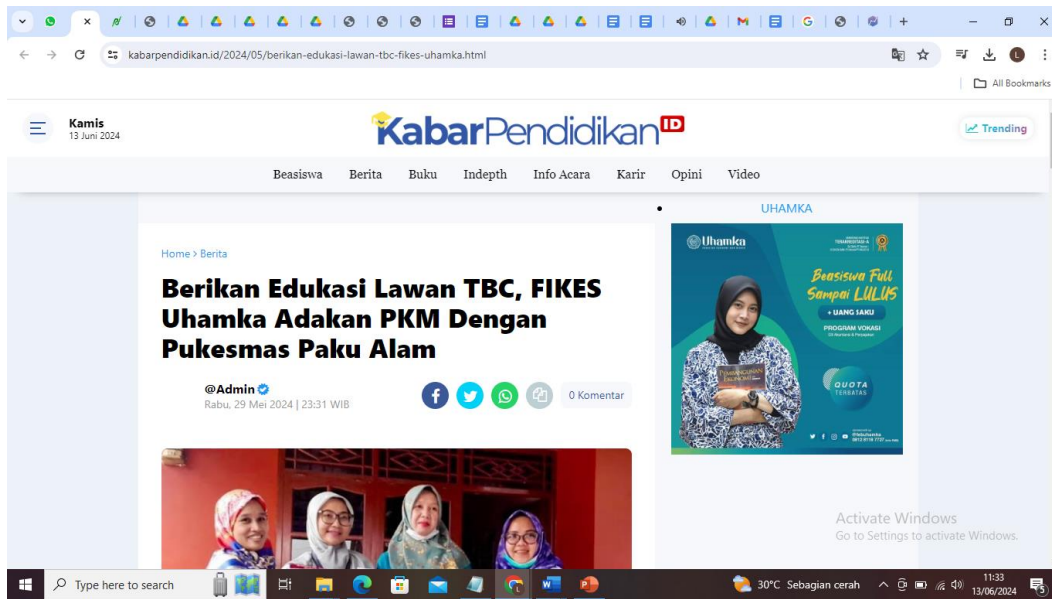 kabarpendidikan.id/2024/05/berikan-edukasi-lawan-tbc-fikes-uhamka.html
All Bookmarks
Kamis
13 Juni 2024
KabarPendidikan ID
Trending
Beasiswa Berita Buku Indepth Info Acara Karir Opini Video
UHAMKA
Home > Berita
Berikan Edukasi Lawan TBC, FIKES
Uhamka Adakan PKM Dengan
Pukesmas Paku Alam
@Admin
Rabu, 29 Mei 2024 | 23:31 WIB
0 Komentar
Uhamka
Beasiswa Full
Sampai LULUS
+ UANG SAKU
PROGRAM VOKASI
PEMBANGUNAN
EKONOMI
QUOTA
TERBATAS
Activate Windows
Go to Settings to activate Windows.
Type here to search
30°C Sebagian cerah
11:33
13/06/2024